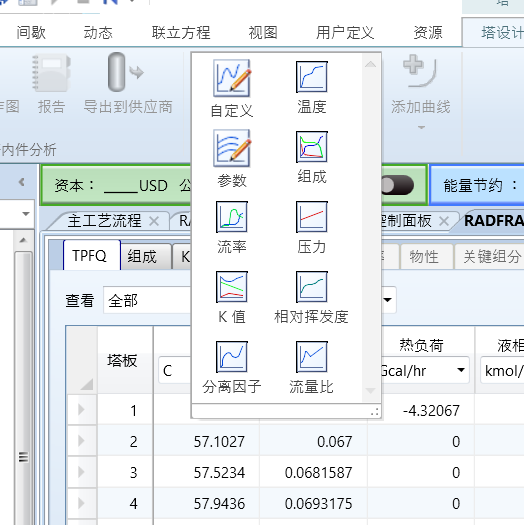 塔
间歇 动态 联立方程 视图 用户定义 资源 塔设计
作图 报告 导出到供应商 添加曲线
内件分析
自定义 温度
参数 组成
流率 压力
K 值 相对挥发度
分离因子 流量比
资本： _____USD 公 能量节约：
主工艺流程 RA 控制面板 RADFRA
TPFQ 组成 K 物性 关键组分
查看 全部
塔板 热负荷 液相
C Gcal/hr kmol/
1 -4.32067
2 57.1027 0.067 0
3 57.5234 0.0681587 0
4 57.9436 0.0693175 0